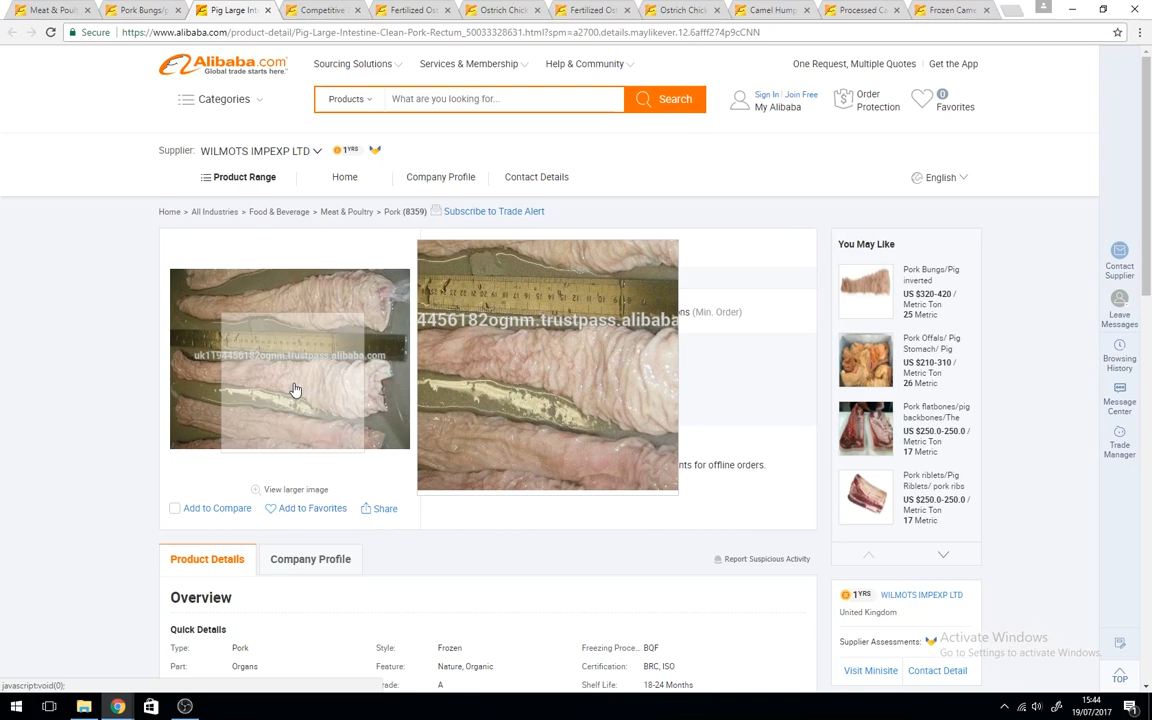 Meat & Poul
Pork Bungs/p
Pig Large Int
Competitive
Fertilized Ost
Ostrich Chick
Fertilized Ost
Ostrich Chick
Camel Hump
Processed Ca
Frozen Came
Secure https://www.alibaba.com/product-detail/Pig-Large-Intestine-Clean-Pork-Rectum_50033328631.html?spm=a2700.details.maylikever.12.6afff274p9cCNN
Alibaba.com
Global trade starts here.™
Sourcing Solutions
Services & Membership
Help & Community
One Request, Multiple Quotes
Get the App
Categories
Products
What are you looking for...
Search
Sign In Join Free
My Alibaba
Order
Protection
0
Favorites
Supplier: WILMOTS IMPEXP LTD
1YRS
Product Range
Home
Company Profile
Contact Details
English
Home > All Industries > Food & Beverage > Meat & Poultry > Pork (8359)
Subscribe to Trade Alert
uk1194456182ognm.trustpass.alibaba.com
4456182ognm.trustpass.alibaba
ns (Min. Order)
nts for offline orders.
View larger image
Add to Compare
Add to Favorites
Share
You May Like
Pork Bungs/Pig
inverted
US $320-420 /
Metric Ton
25 Metric
Pork Offals/ Pig
Stomach/ Pig
US $210-310 /
Metric Ton
26 Metric
Pork flatbones/pig
backbones/The
US $250.0-250.0 /
Metric Ton
17 Metric
Pork riblets/Pig
Riblets/ pork ribs
US $250.0-250.0 /
Metric Ton
17 Metric
Contact
Supplier
Leave
Messages
Browsing
History
Message
Center
Trade
Manager
TOP
Product Details
Company Profile
Report Suspicious Activity
Overview
Quick Details
Type: Pork
Style: Frozen
Freezing Proce... BQF
Part: Organs
Feature: Nature, Organic
Certification: BRC, ISO
rade: A
Shelf Life: 18-24 Months
1YRS WILMOTS IMPEXP LTD
United Kingdom
Supplier Assessments:
Visit Minisite
Contact Detail
Activate Windows
Go to Settings to activate Windows.
javascript:void(0);
15:44
19/07/2017